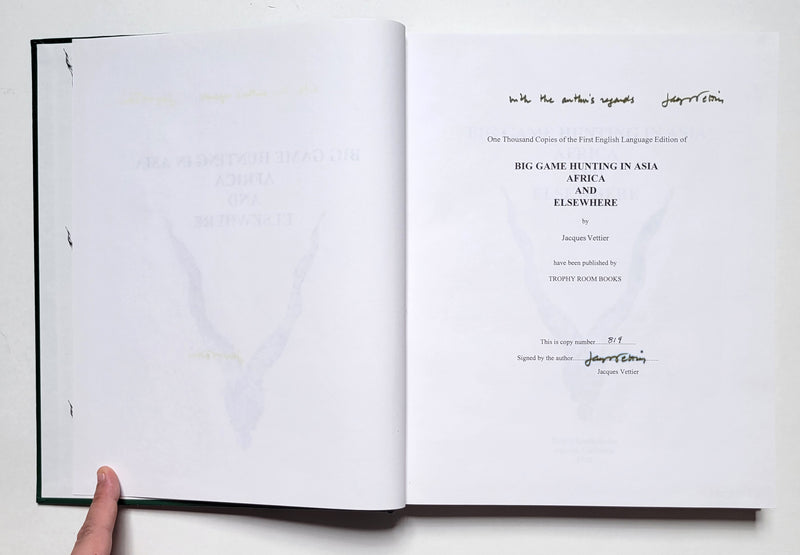 with the author's regards JacqVettier
One Thousand Copies of the First English Language Edition of
BIG GAME HUNTING IN ASIA
AFRICA
AND
ELSEWHERE
by
Jacques Vettier
have been published by
TROPHY ROOM BOOKS
This is copy number 819
Signed by the author
Jacques Vettier